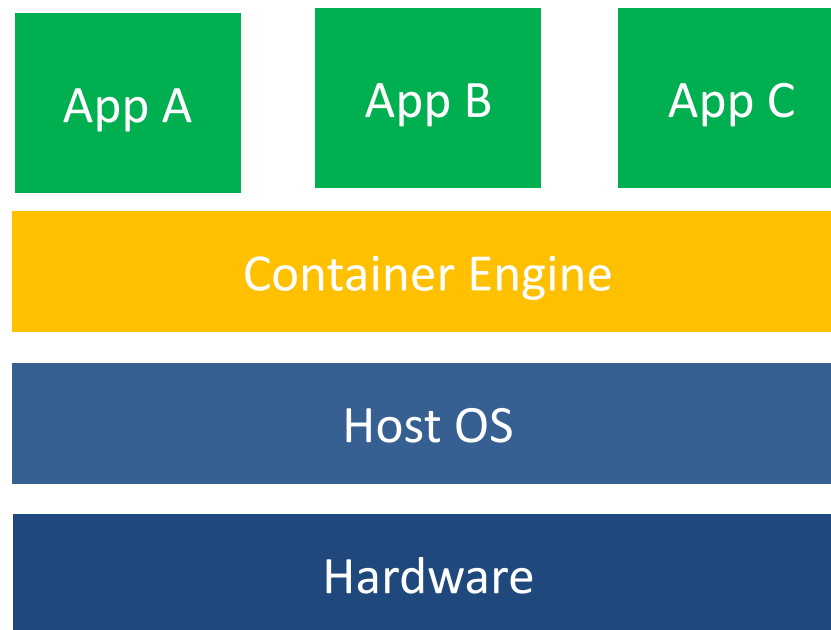 App A
App B
App C
Container Engine
Host OS
Hardware